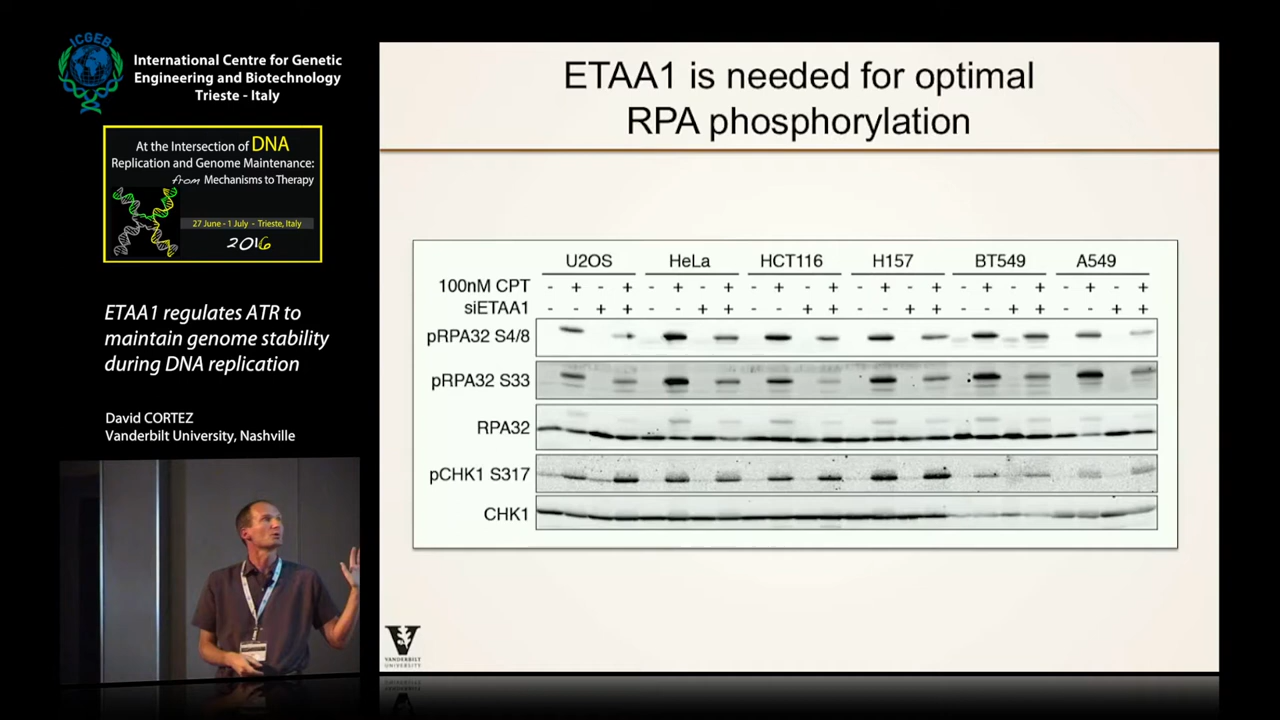 ICGEB
International Centre for Genetic
Engineering and Biotechnology
Trieste - Italy
At the Intersection of DNA
Replication and Genome Maintenance:
from Mechanisms to Therapy
27 June - 1 July - Trieste, Italy
2016
ETAA1 regulates ATR to
maintain genome stability
during DNA replication
David CORTEZ
Vanderbilt University, Nashville
ETAA1 is needed for optimal
RPA phosphorylation
U2OS HeLa HCT116 H157 BT549 A549
100nM CPT - + - + - + - + - + - + - + - + - + - + - + - +
siETAA1 - - + + - - + + - - + + - - + + - - + + - - + +
pRPA32 S4/8
pRPA32 S33
RPA32
pCHK1 S317
CHK1
V
VANDERBILT
UNIVERSITY